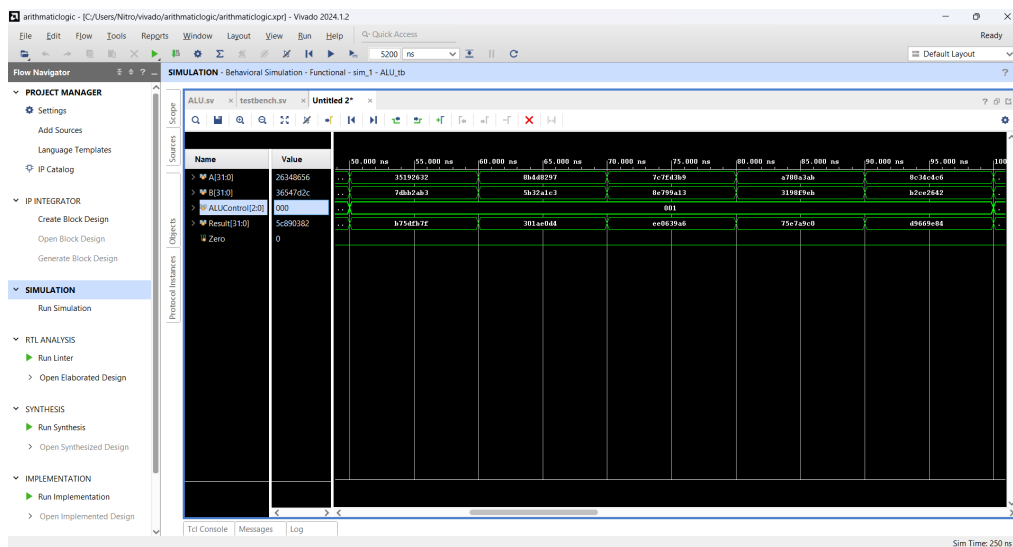 arithmaticlogic - [C:/Users/Nitro/vivado/arithmaticlogic/arithmaticlogic.xpr] - Vivado 2024.1.2
File Edit Flow Tools Reports Window Layout View Run Help Quick Access Ready
5200 ns Default Layout
Flow Navigator ? SIMULATION - Behavioral Simulation - Functional - sim_1 - ALU_tb ?
PROJECT MANAGER
Settings
Add Sources
Language Templates
IP Catalog
IP INTEGRATOR
Create Block Design
Open Block Design
Generate Block Design
SIMULATION
Run Simulation
RTL ANALYSIS
Run Linter
Open Elaborated Design
SYNTHESIS
Run Synthesis
Open Synthesized Design
IMPLEMENTATION
Run Implementation
Open Implemented Design
Scope
Sources
Objects
Protocol Instances
ALU.sv × testbench.sv × Untitled 2* × ?
Name Value
50.000 ns 55.000 ns 60.000 ns 65.000 ns 70.000 ns 75.000 ns 80.000 ns 85.000 ns 90.000 ns 95.000 ns 100
A[31:0] 26348656 .. 35192632 8b4d8297 7c7fd3b9 a780a3ab 8c34c4c6 .
B[31:0] 36547d2c .. 7dbb2ab3 5b32a1c3 8e799a13 3198f9eb b2ce2642 .
ALUControl[2:0] 000 .. 001 .
Result[31:0] 5c890382 .. b75dfb7f 301ae0d4 ee0639a6 75e7a9c0 d9669e84 .
Zero 0
Tcl Console Messages Log
Sim Time: 250 ns